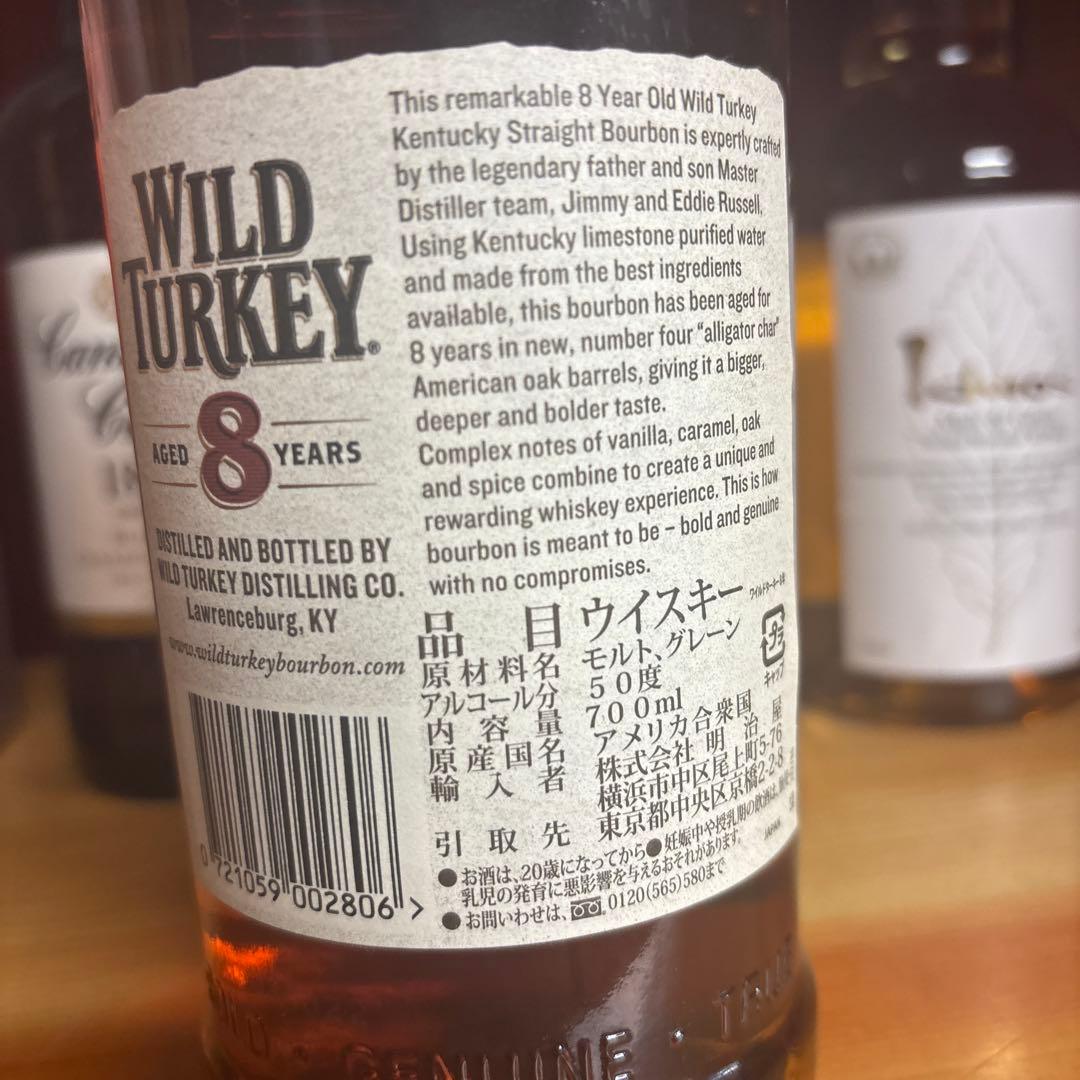 WILD
TURKEY
AGED 8 YEARS
DISTILLED AND BOTTLED BY
WILD TURKEY DISTILLING CO.
Lawrenceburg, KY
www.wildturkeybourbon.com
0 721059 002806 >
This remarkable 8 Year Old Wild Turkey
Kentucky Straight Bourbon is expertly crafted
by the legendary father and son Master
Distiller team, Jimmy and Eddie Russell.
Using Kentucky limestone purified water
and made from the best ingredients
available, this bourbon has been aged for
8 years in new, number four “alligator char”
American oak barrels, giving it a bigger,
deeper and bolder taste.
Complex notes of vanilla, caramel, oak
and spice combine to create a unique and
rewarding whiskey experience. This is how
bourbon is meant to be – bold and genuine
with no compromises.
品目 ウイスキー
原材料名 モルト、グレーン
アルコール分 50度
内容量 700ml
原産国名 アメリカ合衆国
輸入者 株式会社 明治屋
横浜市中区尾上町5-76
引取先 東京都中央区京橋2-2-8
プラ
キャップ
●お酒は、20歳になってから●妊娠中や授乳期の飲酒は、
乳児の発育に悪影響を与えるおそれがあります。
●お問いわせは、0120(565)580まで
JAPAN
GENUINE · TRUE